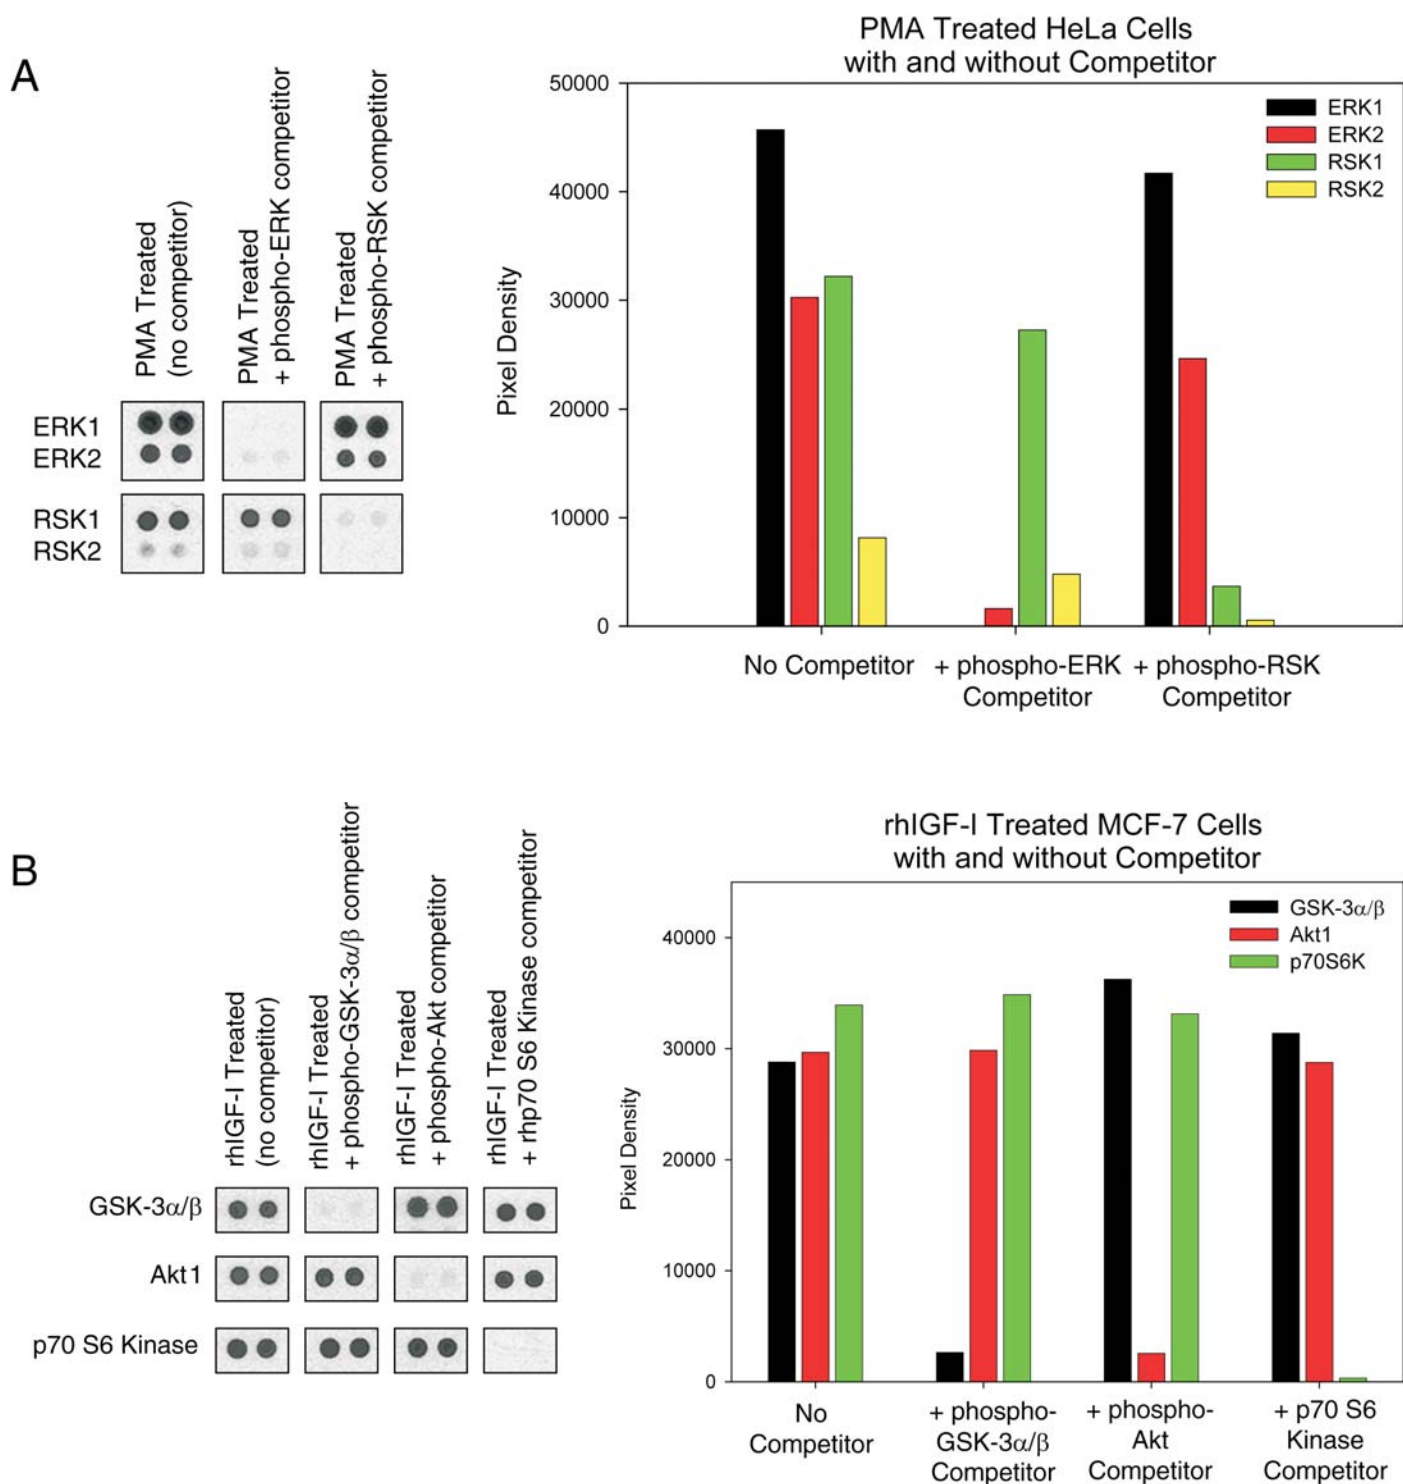 A
PMA Treated
(no competitor)
PMA Treated
+ phospho-ERK competitor
PMA Treated
+ phospho-RSK competitor
ERK1
ERK2
RSK1
RSK2
PMA Treated HeLa Cells
with and without Competitor
Pixel Density
50000
40000
30000
20000
10000
0
ERK1
ERK2
RSK1
RSK2
No Competitor
+ phospho-ERK
Competitor
+ phospho-RSK
Competitor
B
rhIGF-I Treated
(no competitor)
rhIGF-I Treated
+ phospho-GSK-3α/β competitor
rhIGF-I Treated
+ phospho-Akt competitor
rhIGF-I Treated
+ rhp70 S6 Kinase competitor
GSK-3α/β
Akt1
p70 S6 Kinase
rhIGF-I Treated MCF-7 Cells
with and without Competitor
Pixel Density
40000
30000
20000
10000
0
GSK-3α/β
Akt1
p70S6K
No
Competitor
+ phospho-
GSK-3α/β
Competitor
+ phospho-
Akt
Competitor
+ p70 S6
Kinase
Competitor